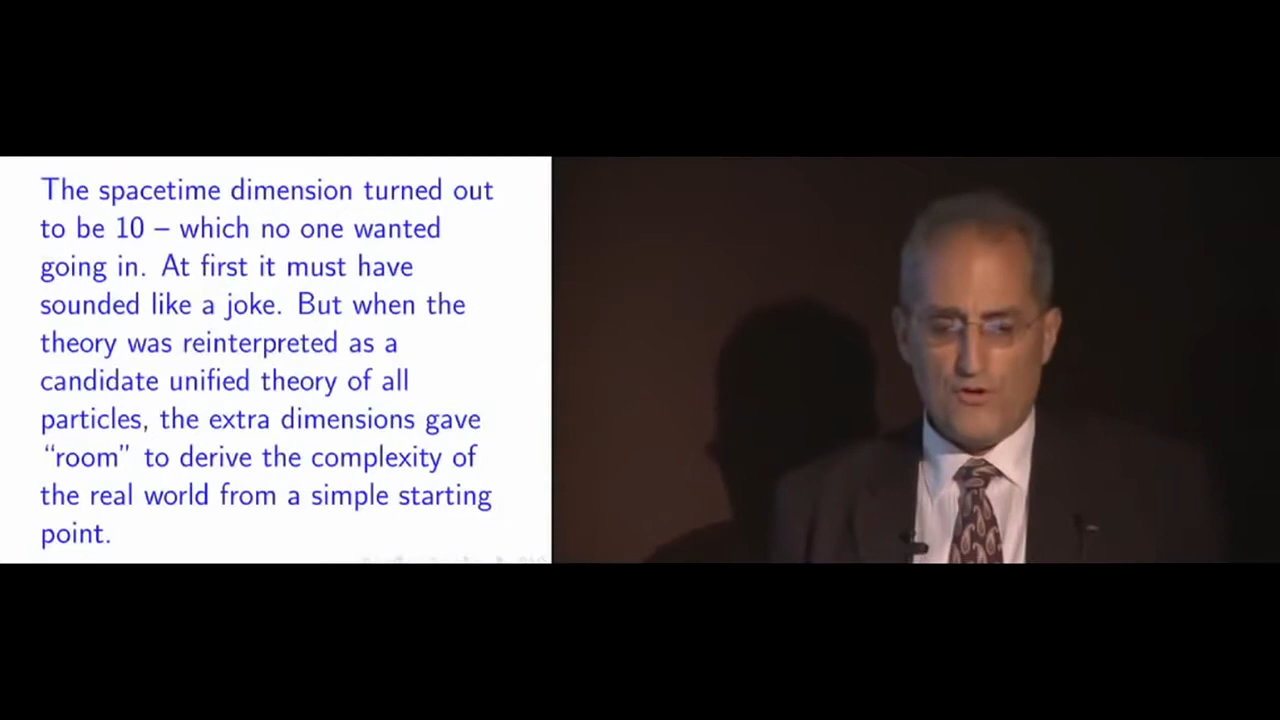 The spacetime dimension turned out
to be 10 – which no one wanted
going in. At first it must have
sounded like a joke. But when the
theory was reinterpreted as a
candidate unified theory of all
particles, the extra dimensions gave
“room” to derive the complexity of
the real world from a simple starting
point.